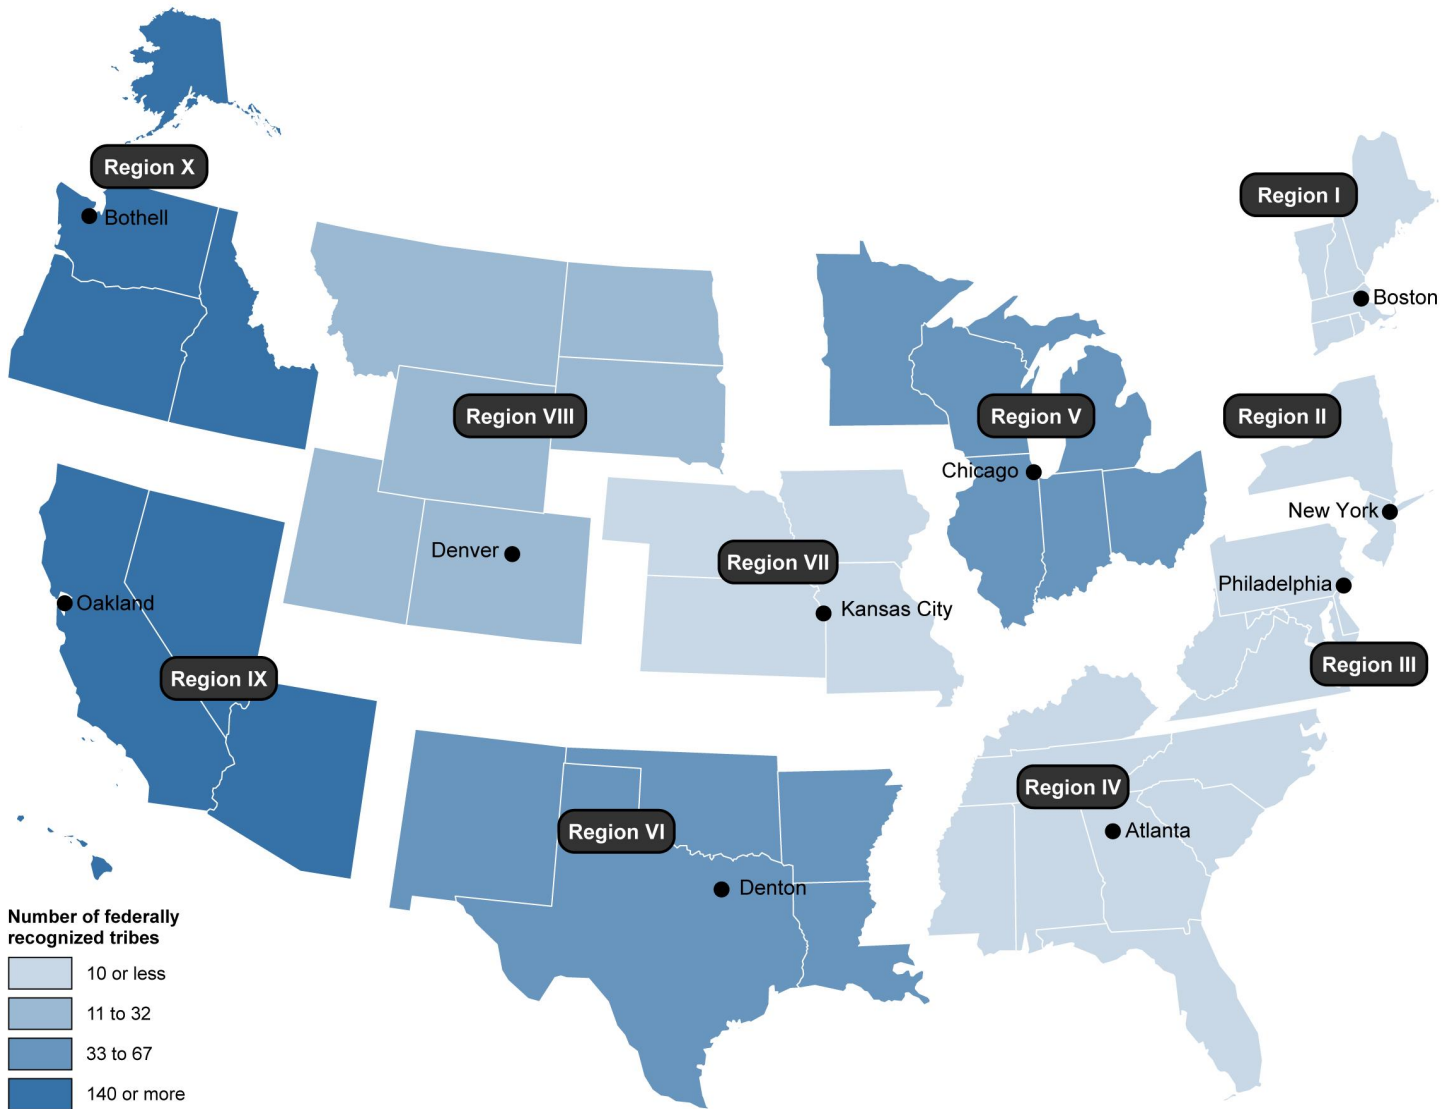 Region X
Bothell
Region I
Boston
Region VIII
Region V
Region II
Chicago
New York
Denver
Region VII
Philadelphia
Oakland
Kansas City
Region III
Region IX
Region IV
Region VI
Atlanta
Denton
Number of federally
recognized tribes
10 or less
11 to 32
33 to 67
140 or more